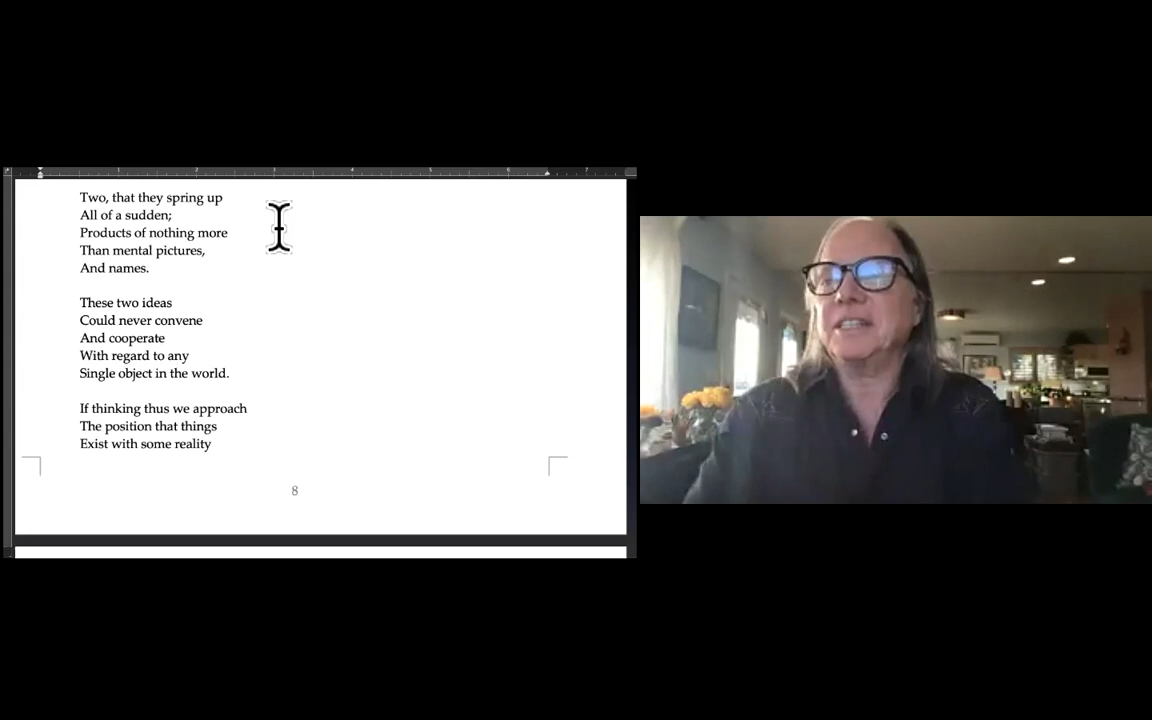 Two, that they spring up
All of a sudden;
Products of nothing more
Than mental pictures,
And names.
These two ideas
Could never convene
And cooperate
With regard to any
Single object in the world.
If thinking thus we approach
The position that things
Exist with some reality
8